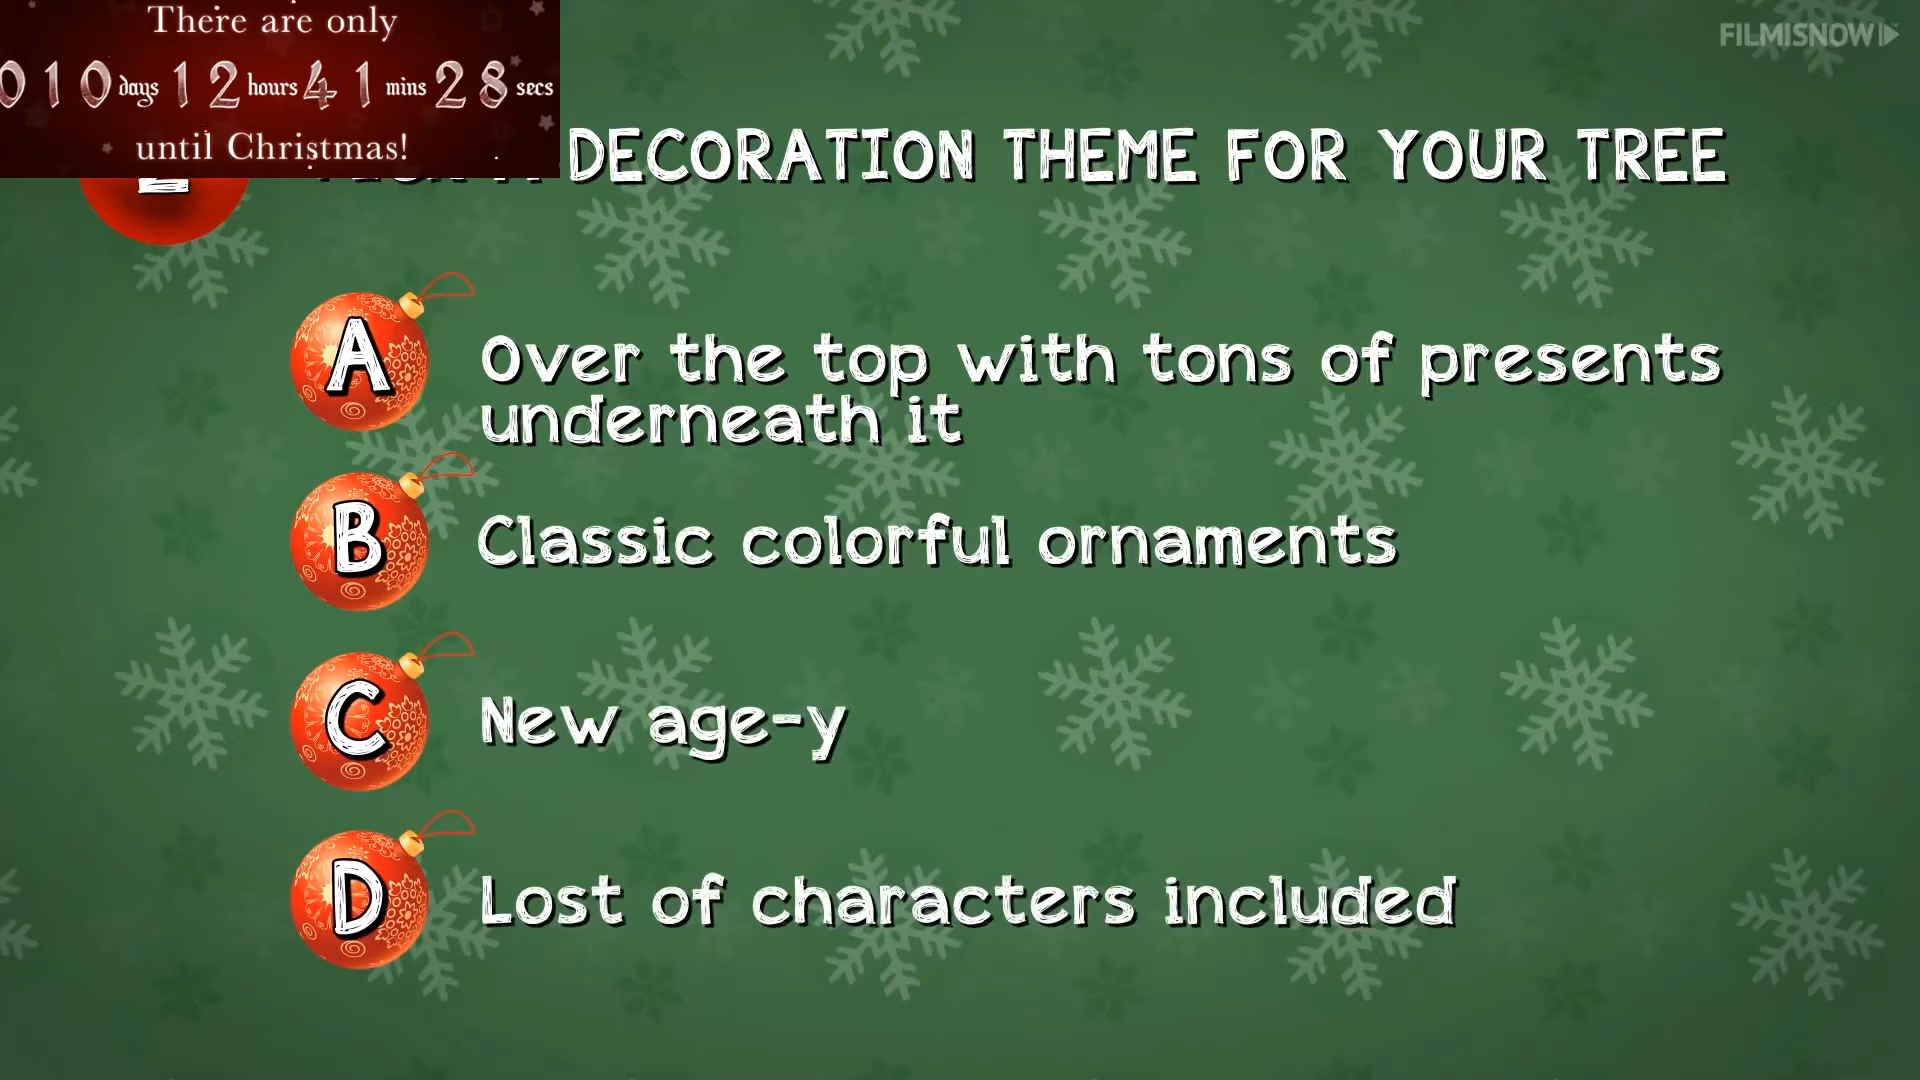 There are only
010 days 12 hours 41 mins 28 secs
until Christmas!
FILMISNOW
DECORATION THEME FOR YOUR TREE
A
Over the top with tons of presents
underneath it
B
Classic colorful ornaments
C
New age-y
D
Lost of characters included